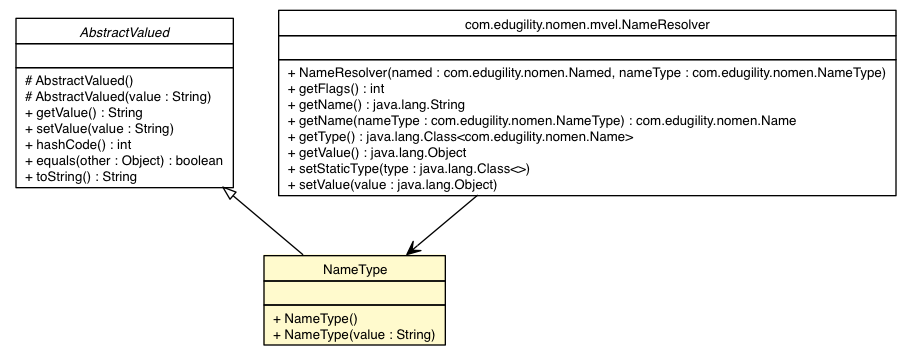 AbstractValued
# AbstractValued()
# AbstractValued(value : String)
+ getValue() : String
+ setValue(value : String)
+ hashCode() : int
+ equals(other : Object) : boolean
+ toString() : String
com.edugility.nomen.mvel.NameResolver
+ NameResolver(named : com.edugility.nomen.Named, nameType : com.edugility.nomen.NameType)
+ getFlags() : int
+ getName() : java.lang.String
+ getName(nameType : com.edugility.nomen.NameType) : com.edugility.nomen.Name
+ getType() : java.lang.Class<com.edugility.nomen.Name>
+ getValue() : java.lang.Object
+ setStaticType(type : java.lang.Class<>)
+ setValue(value : java.lang.Object)
NameType
+ NameType()
+ NameType(value : String)